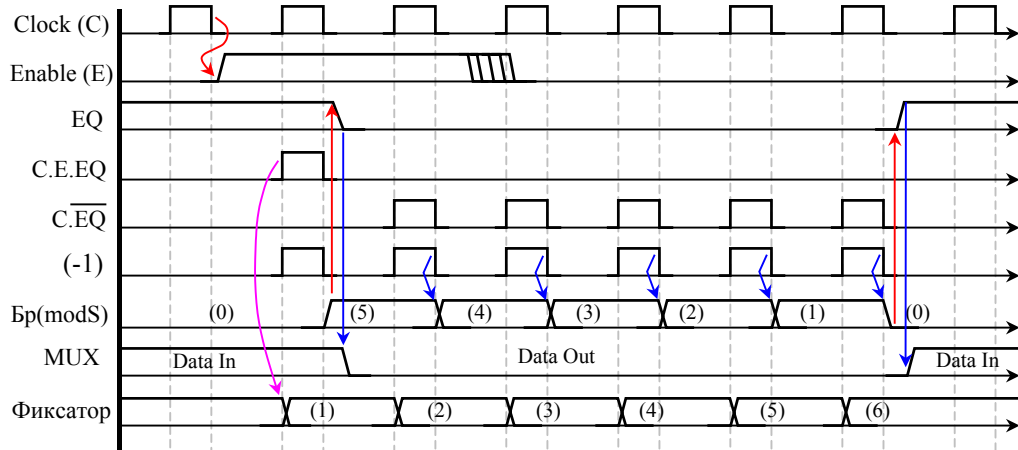 Clock (C)
Enable (E)
EQ
C.E.EQ
C.E̅Q̅
(-1)
Бр(modS) (0) (5) (4) (3) (2) (1) (0)
MUX Data In Data Out Data In
Фиксатор (1) (2) (3) (4) (5) (6)